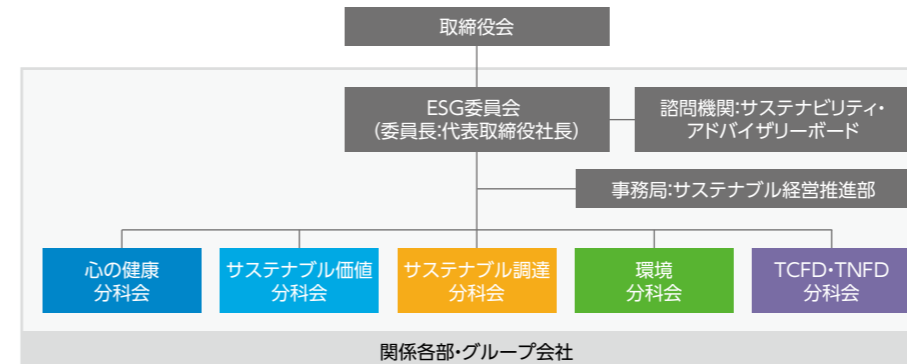 取締役会
ESG委員会
（委員長:代表取締役社長）
諮問機関:サステナビリティ・
アドバイザリーボード
事務局:サステナブル経営推進部
心の健康
分科会
サステナブル価値
分科会
サステナブル調達
分科会
環境
分科会
TCFD・TNFD
分科会
関係各部・グループ会社